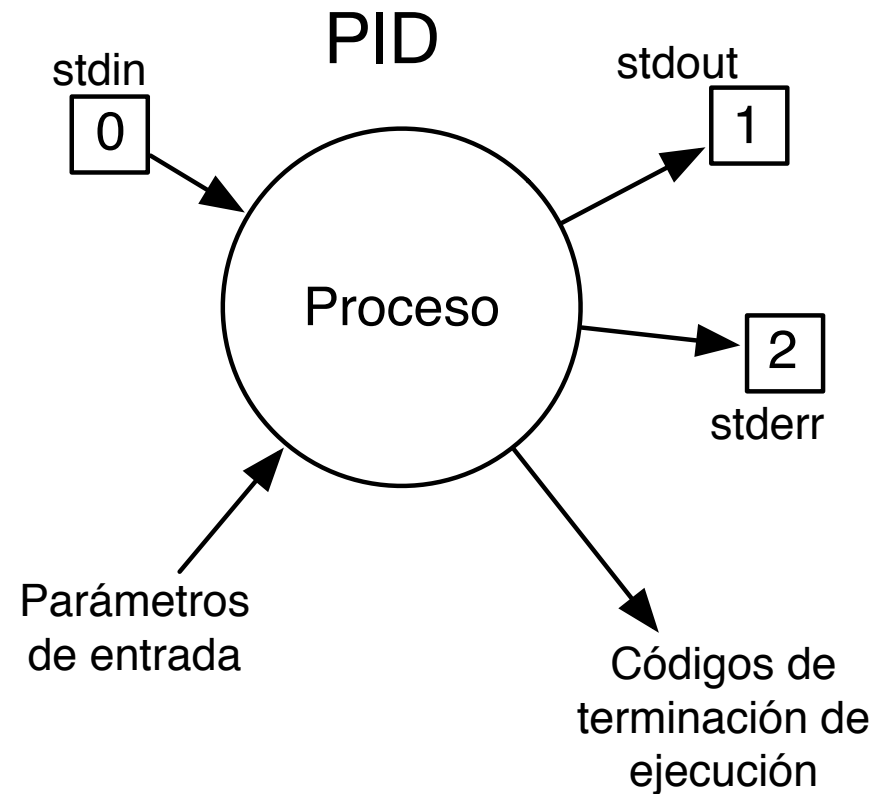 PID
stdin
0
stdout
1
Proceso
2
stderr
Parámetros
de entrada
Códigos de
terminación de
ejecución